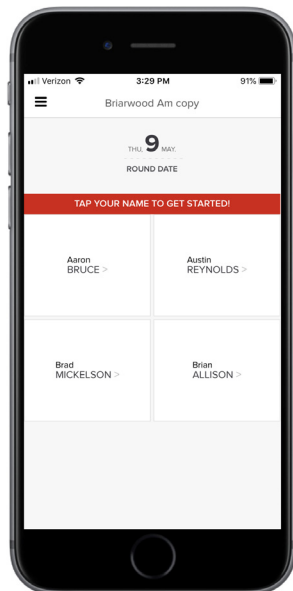 Verizon 3:29 PM 91%
Briarwood Am copy
THU. 9 MAY.
ROUND DATE
TAP YOUR NAME TO GET STARTED!
Aaron
BRUCE >
Austin
REYNOLDS >
Brad
MICKELSON >
Brian
ALLISON >